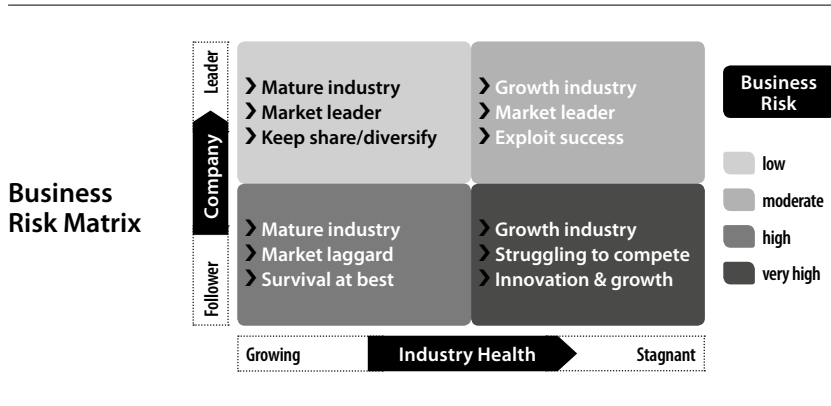 Business
Risk Matrix
Leader
Company
Follower
❯ Mature industry
❯ Market leader
❯ Keep share/diversify
❯ Growth industry
❯ Market leader
❯ Exploit success
❯ Mature industry
❯ Market laggard
❯ Survival at best
❯ Growth industry
❯ Struggling to compete
❯ Innovation & growth
Growing
Industry Health
Stagnant
Business
Risk
low
moderate
high
very high